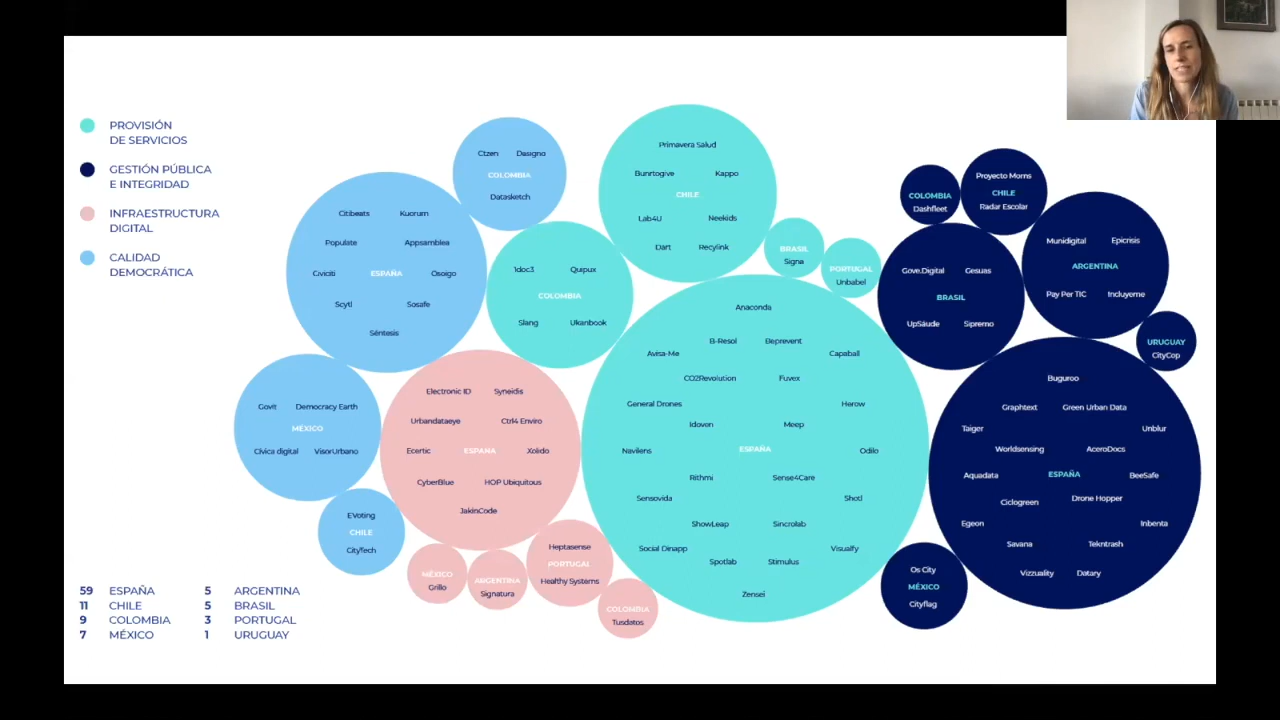 PROVISIÓN
DE SERVICIOS
GESTIÓN PÚBLICA
E INTEGRIDAD
INFRAESTRUCTURA
DIGITAL
CALIDAD
DEMOCRÁTICA
Ctzen Dasigno
COLOMBIA
Datasketch
Citibeats Kuorum
Populate Appsamblea
Civiciti ESPAÑA Osoigo
Scytl Sosafe
Séntesis
1doc3 Quipux
COLOMBIA
Slang Ukanbook
Primavera Salud
Bunrtogive Kappo
CHILE
Lab4U Neekids
Dart Recylink
BRASIL
Signa
PORTUGAL
Unbabel
COLOMBIA
Dashfleet
Proyecto Morns
CHILE
Radar Escolar
Munidigital Epicrisis
ARGENTINA
Pay Per TIC Incluyeme
Gove.Digital Gesuas
BRASIL
UpSáude Sipremo
URUGUAY
CityCop
Govit Democracy Earth
MÉXICO
Cívica digital VisorUrbano
EVoting
CHILE
CityTech
Electronic ID Syneidis
Urbandataeye Ctrl4 Enviro
Ecertic ESPAÑA Xolido
CyberBlue HOP Ubiquitous
JakinCode
MÉXICO
Grillo
ARGENTINA
Signatura
Heptasense
PORTUGAL
Healthy Systems
COLOMBIA
Tusdatos
Anaconda
B-Resol Beprevent
Avisa-Me Capaball
CO2Revolution Fuvex
General Drones Herow
Idoven Meep
Navilens ESPAÑA Odilo
Rithmi Sense4Care
Sensovida Shotl
ShowLeap Sincrolab
Social Dinapp Visualfy
Spotlab Stimulus
Zensei
Buguroo
Graphtext Green Urban Data
Taiger Unblur
Worldsensing AceroDocs
Aquadata ESPAÑA BeeSafe
Ciclogreen Drone Hopper
Egeon Inbenta
Savana Tekntrash
Vizzuality Datary
Os City
MÉXICO
Cityflag
59 ESPAÑA 5 ARGENTINA
11 CHILE 5 BRASIL
9 COLOMBIA 3 PORTUGAL
7 MÉXICO 1 URUGUAY